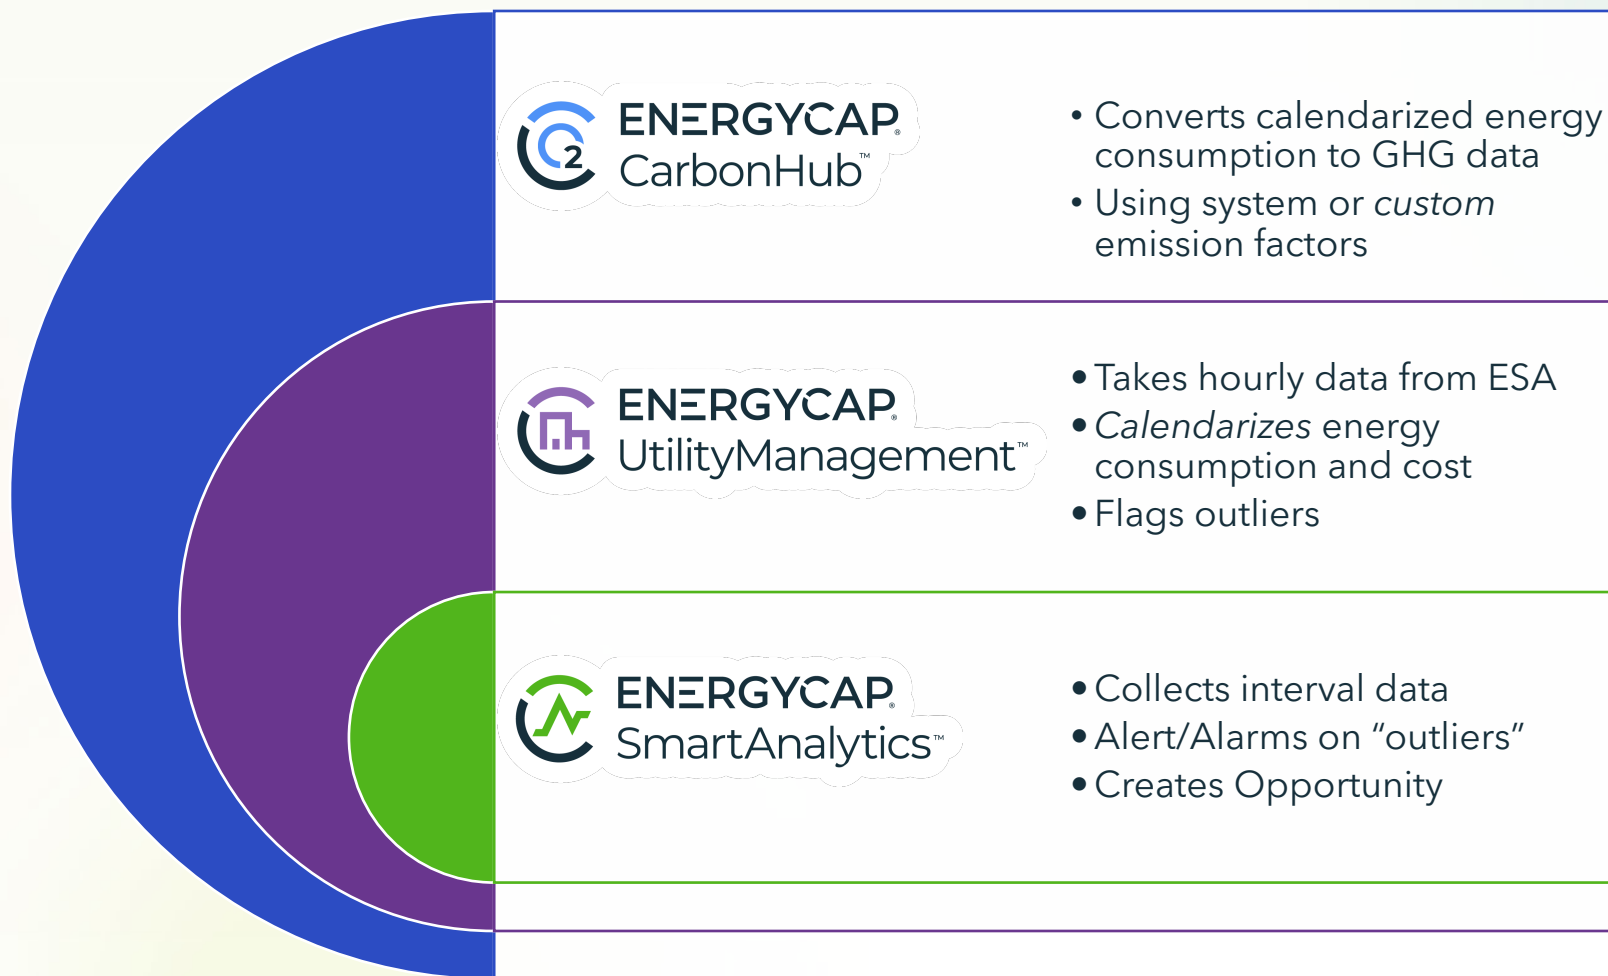 ENERGYCAP®
CarbonHub™
• Converts calendarized energy
consumption to GHG data
• Using system or custom
emission factors
ENERGYCAP®
UtilityManagement™
• Takes hourly data from ESA
• Calendarizes energy
consumption and cost
• Flags outliers
ENERGYCAP®
SmartAnalytics™
• Collects interval data
• Alert/Alarms on “outliers”
• Creates Opportunity